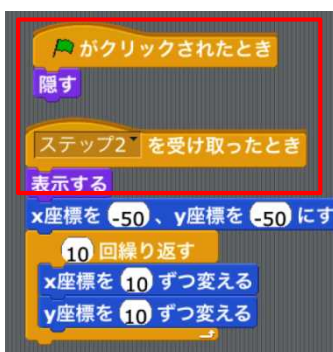 がクリックされたとき
隠す
ステップ2 を受け取ったとき
表示する
x座標を -50 、y座標を -50 にす
10 回繰り返す
x座標を 10 ずつ変える
y座標を 10 ずつ変える